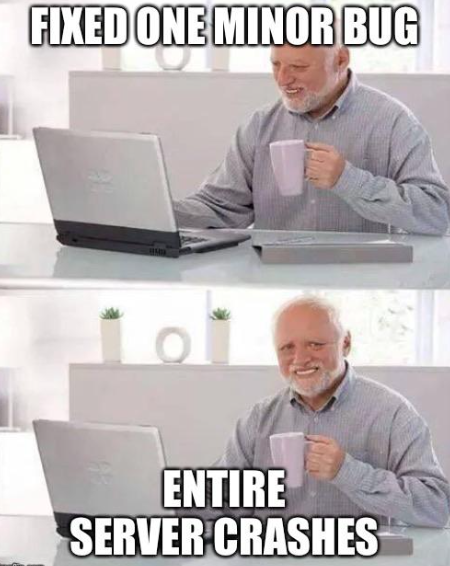 FIXED ONE MINOR BUG
ENTIRE
SERVER CRASHES